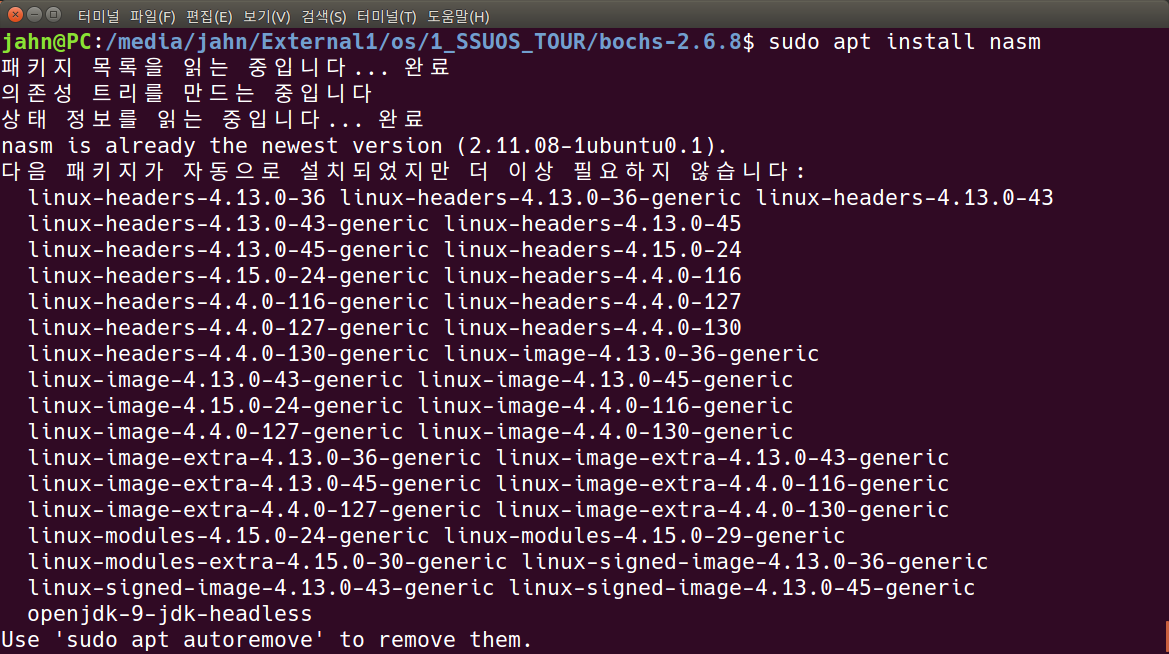 터미널 파일(F) 편집(E) 보기(V) 검색(S) 터미널(T) 도움말(H)
jahn@PC:/media/jahn/External1/os/1_SSUOS_TOUR/bochs-2.6.8$ sudo apt install nasm
패키지 목록을 읽는 중입니다... 완료
의존성 트리를 만드는 중입니다
상태 정보를 읽는 중입니다... 완료
nasm is already the newest version (2.11.08-1ubuntu0.1).
다음 패키지가 자동으로 설치되었지만 더 이상 필요하지 않습니다:
  linux-headers-4.13.0-36 linux-headers-4.13.0-36-generic linux-headers-4.13.0-43
  linux-headers-4.13.0-43-generic linux-headers-4.13.0-45
  linux-headers-4.13.0-45-generic linux-headers-4.15.0-24
  linux-headers-4.15.0-24-generic linux-headers-4.4.0-116
  linux-headers-4.4.0-116-generic linux-headers-4.4.0-127
  linux-headers-4.4.0-127-generic linux-headers-4.4.0-130
  linux-headers-4.4.0-130-generic linux-image-4.13.0-36-generic
  linux-image-4.13.0-43-generic linux-image-4.13.0-45-generic
  linux-image-4.15.0-24-generic linux-image-4.4.0-116-generic
  linux-image-4.4.0-127-generic linux-image-4.4.0-130-generic
  linux-image-extra-4.13.0-36-generic linux-image-extra-4.13.0-43-generic
  linux-image-extra-4.13.0-45-generic linux-image-extra-4.4.0-116-generic
  linux-image-extra-4.4.0-127-generic linux-image-extra-4.4.0-130-generic
  linux-modules-4.15.0-24-generic linux-modules-4.15.0-29-generic
  linux-modules-extra-4.15.0-30-generic linux-signed-image-4.13.0-36-generic
  linux-signed-image-4.13.0-43-generic linux-signed-image-4.13.0-45-generic
  openjdk-9-jdk-headless
Use 'sudo apt autoremove' to remove them.